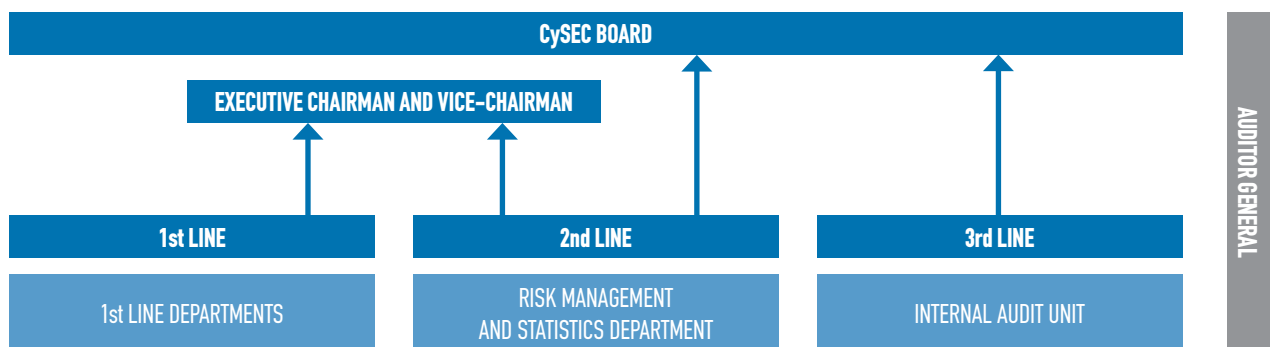 CySEC BOARD
EXECUTIVE CHAIRMAN AND VICE-CHAIRMAN
1st LINE
2nd LINE
3rd LINE
1st LINE DEPARTMENTS
RISK MANAGEMENT
AND STATISTICS DEPARTMENT
INTERNAL AUDIT UNIT
AUDITOR GENERAL